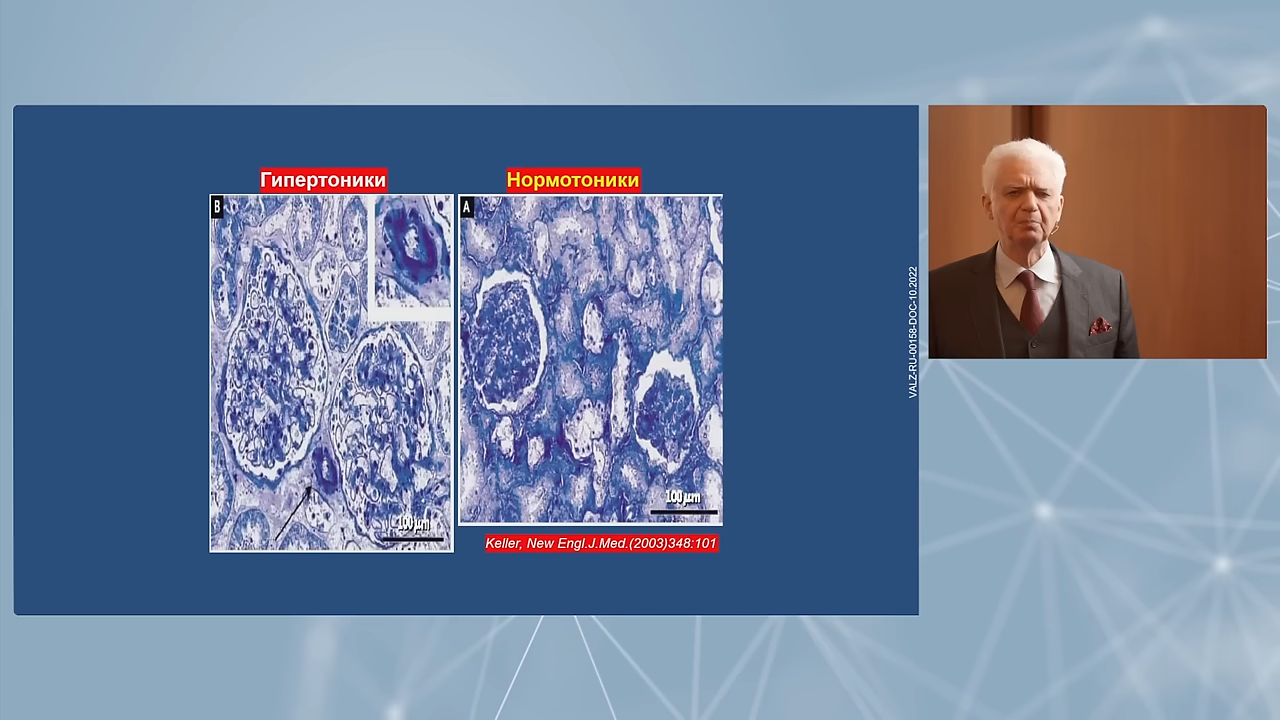 Гипертоники
Нормотоники
B
A
100 µm
100 µm
Keller, New Engl.J.Med.(2003)348:101
VALZ-RU-00158-DOC-10.2022